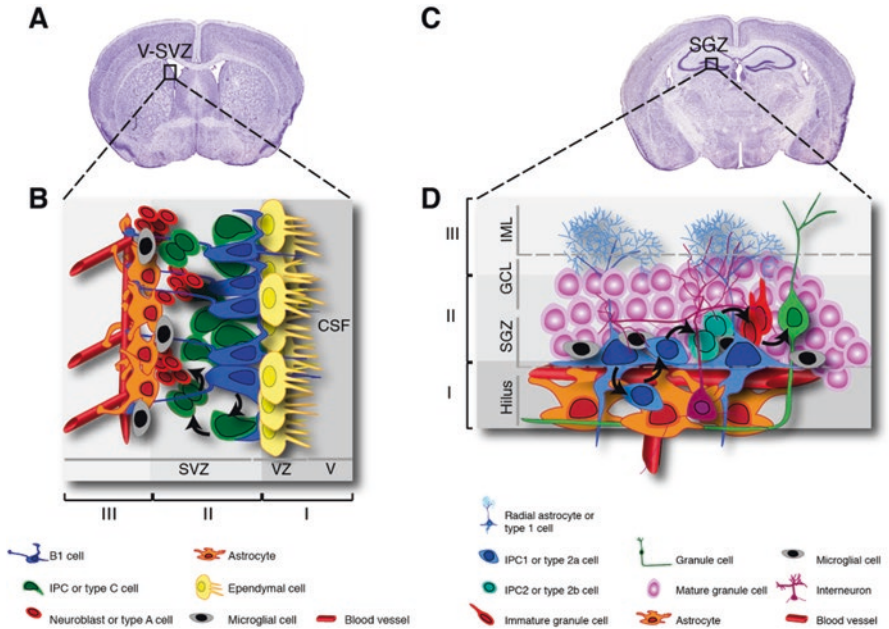 A
V-SVZ
B
CSF
SVZ
VZ
V
III
II
I
B1 cell
Astrocyte
IPC or type C cell
Ependymal cell
Neuroblast or type A cell
Microglial cell
Blood vessel
C
SGZ
D
III
IML
GCL
II
SGZ
I
Hilus
Radial astrocyte or
type 1 cell
IPC1 or type 2a cell
Granule cell
Microglial cell
IPC2 or type 2b cell
Mature granule cell
Interneuron
Immature granule cell
Astrocyte
Blood vessel